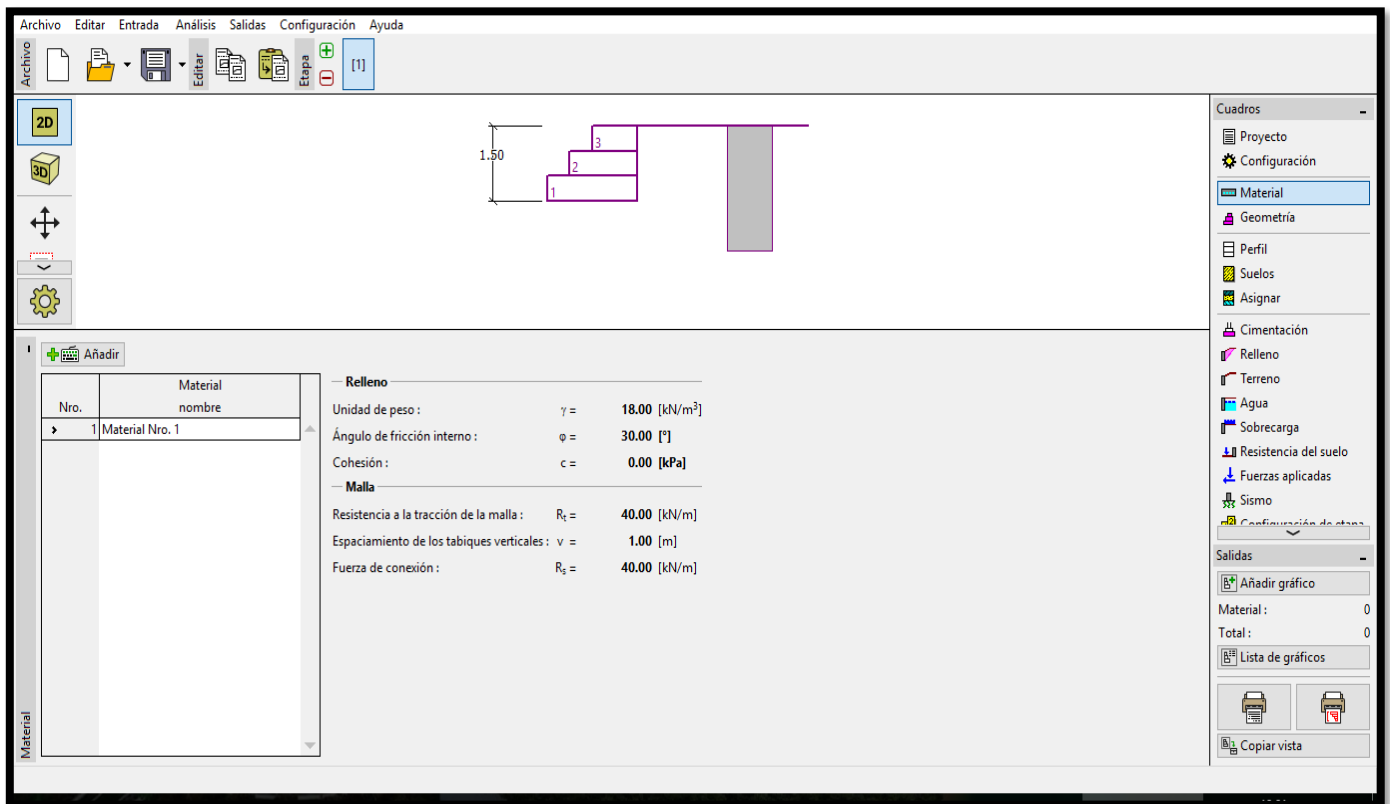 Archivo Editar Entrada Análisis Salidas Configuración Ayuda
Archivo
Editar
Etapa
[1]
2D
3D
1.50
3
2
1
Cuadros
Proyecto
Configuración
Material
Geometría
Perfil
Suelos
Asignar
Cimentación
Relleno
Terreno
Agua
Sobrecarga
Resistencia del suelo
Fuerzas aplicadas
Sismo
Configuración de etapa
Salidas
Añadir gráfico
Material : 0
Total : 0
Lista de gráficos
Copiar vista
Material
Añadir
Nro. Material nombre
1 Material Nro. 1
Relleno
Unidad de peso : γ = 18.00 [kN/m³]
Ángulo de fricción interno : φ = 30.00 [°]
Cohesión : c = 0.00 [kPa]
Malla
Resistencia a la tracción de la malla : Rt = 40.00 [kN/m]
Espaciamiento de los tabiques verticales : v = 1.00 [m]
Fuerza de conexión : Rs = 40.00 [kN/m]